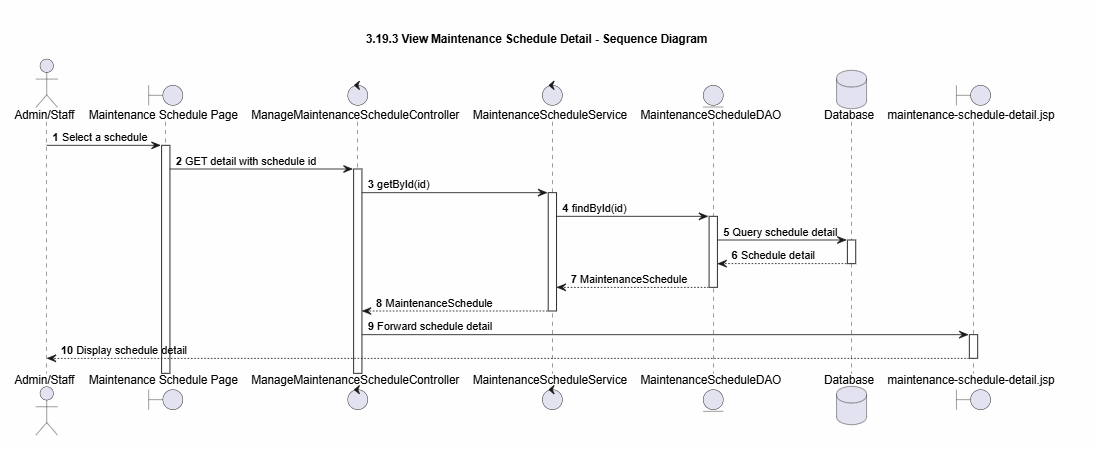 3.19.3 View Maintenance Schedule Detail - Sequence Diagram
Admin/Staff Maintenance Schedule Page ManageMaintenanceScheduleController MaintenanceScheduleService MaintenanceScheduleDAO Database maintenance-schedule-detail.jsp
1 Select a schedule
2 GET detail with schedule id
3 getById(id)
4 findById(id)
5 Query schedule detail
6 Schedule detail
7 MaintenanceSchedule
8 MaintenanceSchedule
9 Forward schedule detail
10 Display schedule detail
Admin/Staff Maintenance Schedule Page ManageMaintenanceScheduleController MaintenanceScheduleService MaintenanceScheduleDAO Database maintenance-schedule-detail.jsp